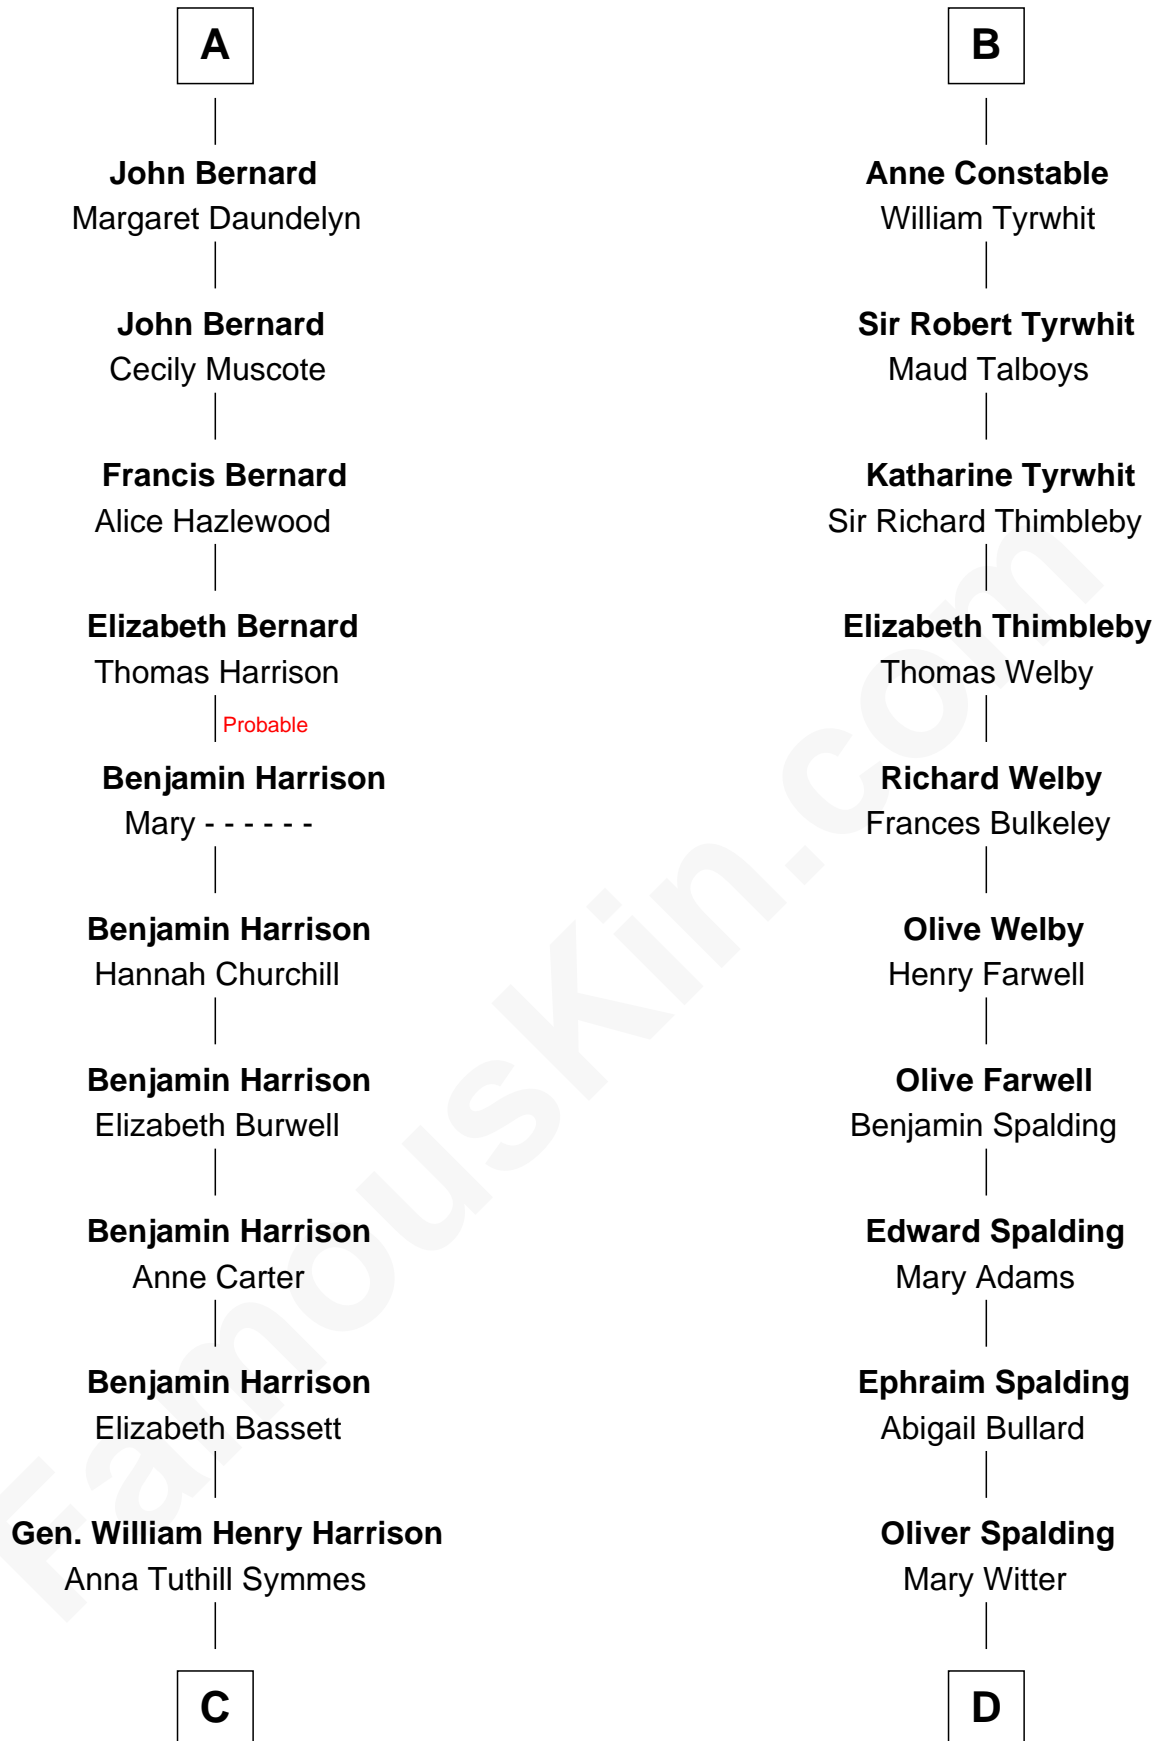 A
John Bernard
Margaret Daundelyn
John Bernard
Cecily Muscote
Francis Bernard
Alice Hazlewood
Elizabeth Bernard
Thomas Harrison
Probable
Benjamin Harrison
Mary - - - - - -
Benjamin Harrison
Hannah Churchill
Benjamin Harrison
Elizabeth Burwell
Benjamin Harrison
Anne Carter
Benjamin Harrison
Elizabeth Bassett
Gen. William Henry Harrison
Anna Tuthill Symmes
C
B
Anne Constable
William Tyrwhit
Sir Robert Tyrwhit
Maud Talboys
Katharine Tyrwhit
Sir Richard Thimbleby
Elizabeth Thimbleby
Thomas Welby
Richard Welby
Frances Bulkeley
Olive Welby
Henry Farwell
Olive Farwell
Benjamin Spalding
Edward Spalding
Mary Adams
Ephraim Spalding
Abigail Bullard
Oliver Spalding
Mary Witter
D
FamousKin.com